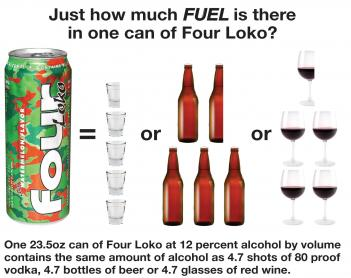 Just how much FUEL is there
in one can of Four Loko?
Four
Loko
WATERMELON FLAVOR
=
or
or
One 23.5oz can of Four Loko at 12 percent alcohol by volume
contains the same amount of alcohol as 4.7 shots of 80 proof
vodka, 4.7 bottles of beer or 4.7 glasses of red wine.